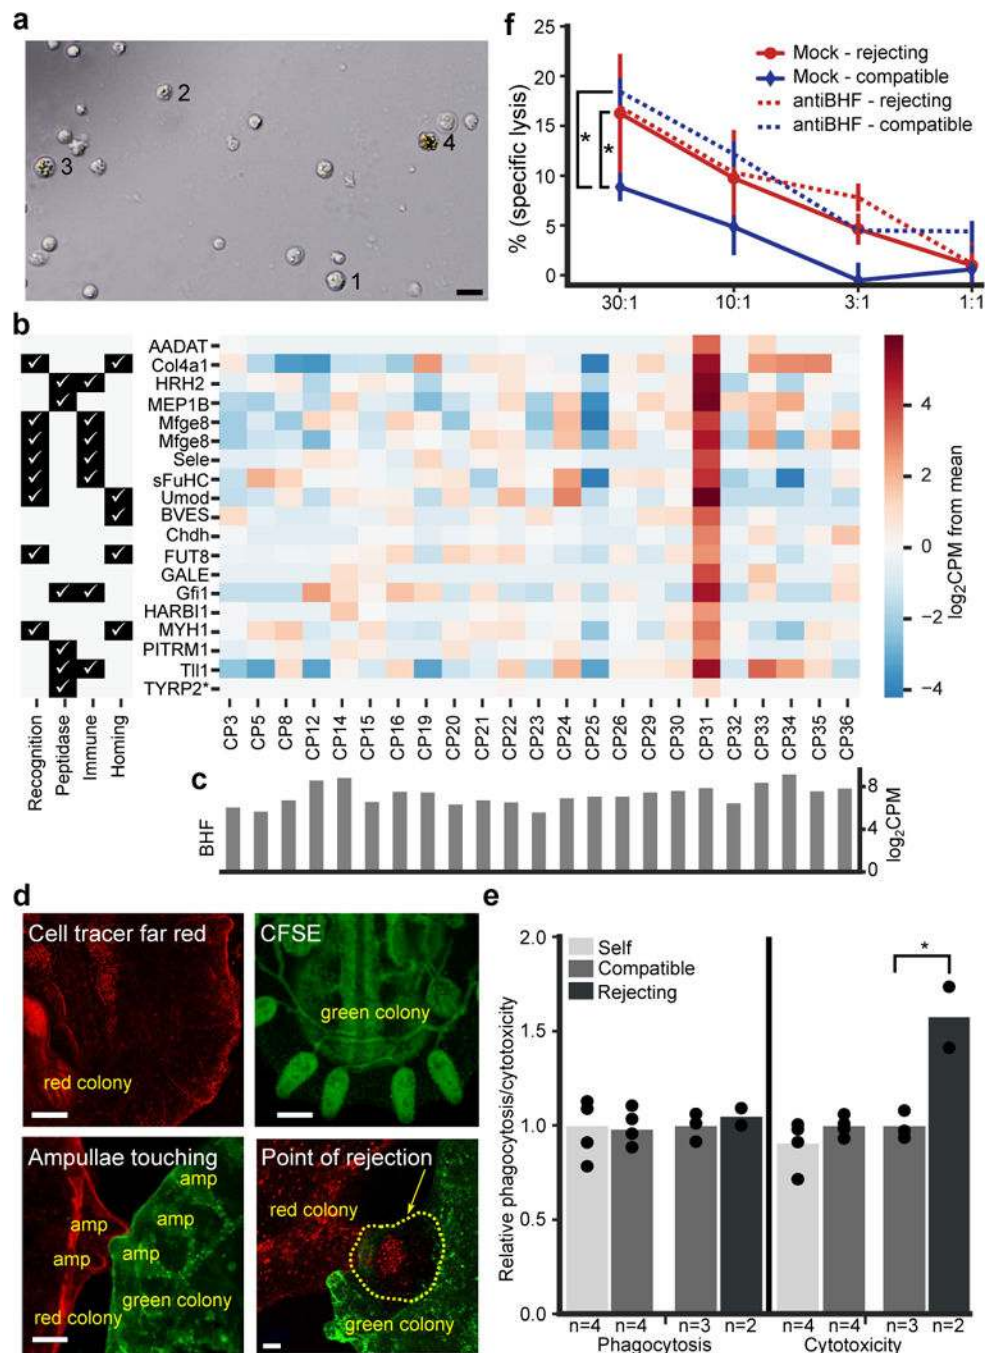 a
2
4
3
1
f
25
20
15
10
5
0
% (specific lysis)
Mock - rejecting
Mock - compatible
antiBHF - rejecting
antiBHF - compatible
*
*
30:1
10:1
3:1
1:1
b
AADAT
Col4a1
HRH2
MEP1B
Mfge8
Mfge8
Sele
sFuHC
Umod
BVES
Chdh
FUT8
GALE
Gfi1
HARBI1
MYH1
PITRM1
Tll1
TYRP2*
Recognition
Peptidase
Immune
Homing
CP3
CP5
CP8
CP12
CP14
CP15
CP16
CP19
CP20
CP21
CP22
CP23
CP24
CP25
CP26
CP29
CP30
CP31
CP32
CP33
CP34
CP35
CP36
4
2
0
−2
−4
log2CPM from mean
c
BHF
8
4
0
log2CPM
d
Cell tracer far red
red colony
CFSE
green colony
Ampullae touching
amp
amp
amp
amp
amp
green colony
red colony
Point of rejection
red colony
green colony
e
2.0
1.5
1.0
0.5
0.0
Relative phagocytosis/cytotoxicity
Self
Compatible
Rejecting
*
n=4 n=4 n=3 n=2 n=4 n=4 n=3 n=2
Phagocytosis Cytotoxicity